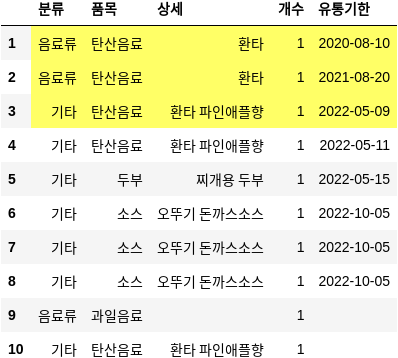 분류 품목 상세 개수 유통기한
1 음료류 탄산음료 환타 1 2020-08-10
2 음료류 탄산음료 환타 1 2021-08-20
3 기타 탄산음료 환타 파인애플향 1 2022-05-09
4 기타 탄산음료 환타 파인애플향 1 2022-05-11
5 기타 두부 찌개용 두부 1 2022-05-15
6 기타 소스 오뚜기 돈까스소스 1 2022-10-05
7 기타 소스 오뚜기 돈까스소스 1 2022-10-05
8 기타 소스 오뚜기 돈까스소스 1 2022-10-05
9 음료류 과일음료 1
10 기타 탄산음료 환타 파인애플향 1